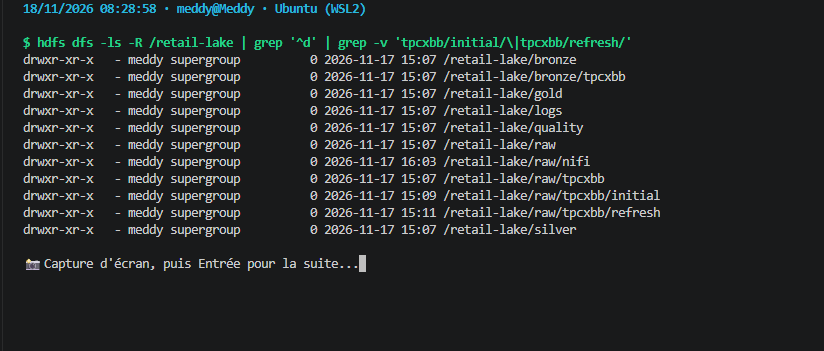 18/11/2026 08:28:58 · meddy@Meddy · Ubuntu (WSL2)
$ hdfs dfs -ls -R /retail-lake | grep '^d' | grep -v 'tpcxbb/initial/\|tpcxbb/refresh/'
drwxr-xr-x   - meddy supergroup          0 2026-11-17 15:07 /retail-lake/bronze
drwxr-xr-x   - meddy supergroup          0 2026-11-17 15:07 /retail-lake/bronze/tpcxbb
drwxr-xr-x   - meddy supergroup          0 2026-11-17 15:07 /retail-lake/gold
drwxr-xr-x   - meddy supergroup          0 2026-11-17 15:07 /retail-lake/logs
drwxr-xr-x   - meddy supergroup          0 2026-11-17 15:07 /retail-lake/quality
drwxr-xr-x   - meddy supergroup          0 2026-11-17 15:07 /retail-lake/raw
drwxr-xr-x   - meddy supergroup          0 2026-11-17 16:03 /retail-lake/raw/nifi
drwxr-xr-x   - meddy supergroup          0 2026-11-17 15:07 /retail-lake/raw/tpcxbb
drwxr-xr-x   - meddy supergroup          0 2026-11-17 15:09 /retail-lake/raw/tpcxbb/initial
drwxr-xr-x   - meddy supergroup          0 2026-11-17 15:11 /retail-lake/raw/tpcxbb/refresh
drwxr-xr-x   - meddy supergroup          0 2026-11-17 15:07 /retail-lake/silver
📸 Capture d'écran, puis Entrée pour la suite...